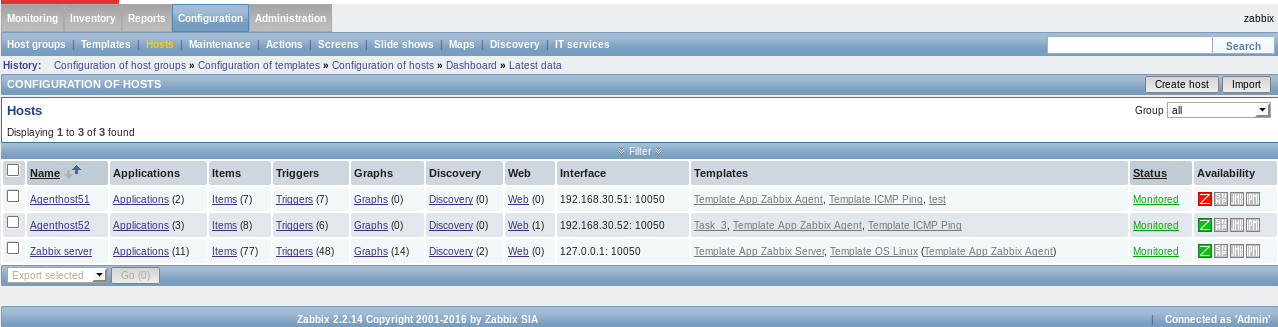 Monitoring Inventory Reports Configuration Administration zabbix
Host groups | Templates | Hosts | Maintenance | Actions | Screens | Slide shows | Maps | Discovery | IT services Search
History: Configuration of host groups » Configuration of templates » Configuration of hosts » Dashboard » Latest data
CONFIGURATION OF HOSTS Create host Import
Hosts Group all
Displaying 1 to 3 of 3 found
Filter
Name Applications Items Triggers Graphs Discovery Web Interface Templates Status Availability
Agenthost51 Applications (2) Items (7) Triggers (7) Graphs (0) Discovery (0) Web (0) 192.168.30.51: 10050 Template App Zabbix Agent, Template ICMP Ping, test Monitored Z
Agenthost52 Applications (3) Items (8) Triggers (6) Graphs (0) Discovery (0) Web (1) 192.168.30.52: 10050 Task_3, Template App Zabbix Agent, Template ICMP Ping Monitored Z
Zabbix server Applications (11) Items (77) Triggers (48) Graphs (14) Discovery (2) Web (0) 127.0.0.1: 10050 Template App Zabbix Server, Template OS Linux (Template App Zabbix Agent) Monitored Z
Export selected Go (0)
Zabbix 2.2.14 Copyright 2001-2016 by Zabbix SIA | Connected as 'Admin'